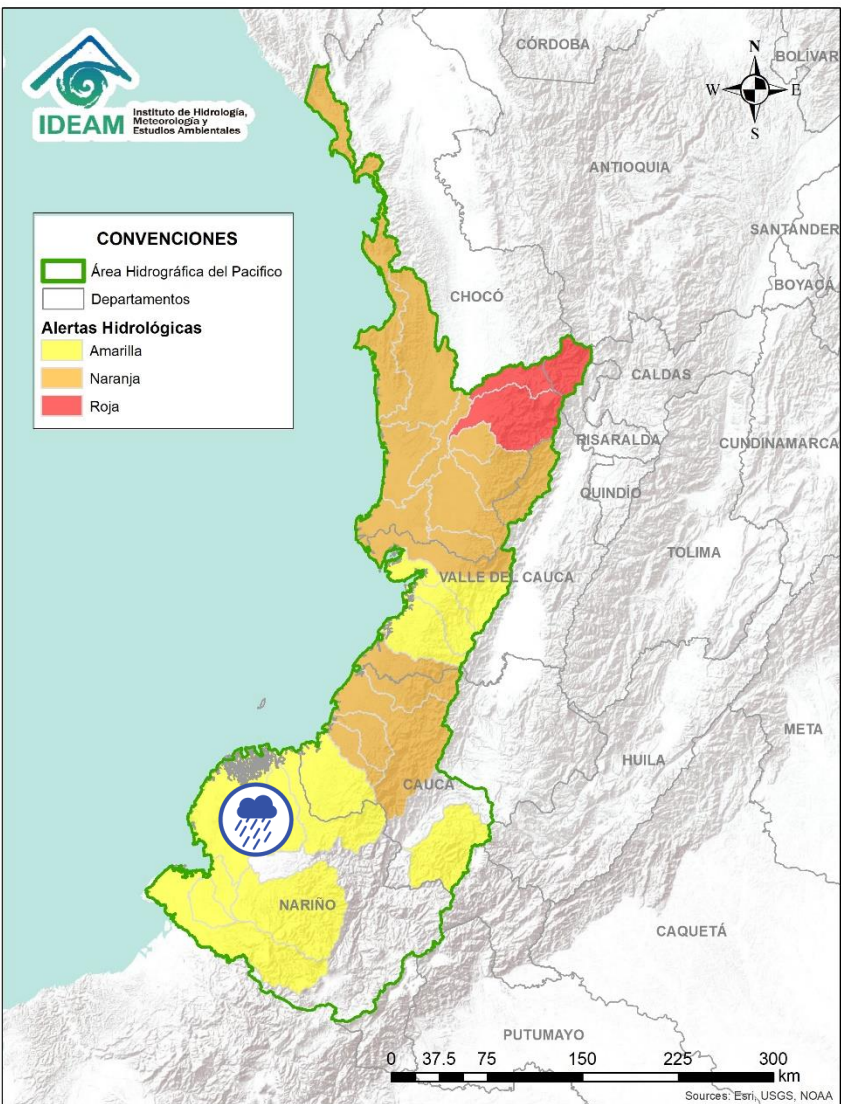 IDEAM
Instituto de Hidrología,
Meteorología y
Estudios Ambientales
N
W E
S
CÓRDOBA
BOLÍVAR
ANTIOQUIA
SANTANDER
BOYACÁ
CONVENCIONES
Área Hidrográfica del Pacifico
Departamentos
Alertas Hidrológicas
Amarilla
Naranja
Roja
CHOCÓ
CALDAS
RISARALDA
CUNDINAMARCA
QUINDÍO
TOLIMA
VALLE DEL CAUCA
META
HUILA
CAUCA
NARIÑO
CAQUETÁ
PUTUMAYO
0 37.5 75 150 225 300
km
Sources: Esri, USGS, NOAA